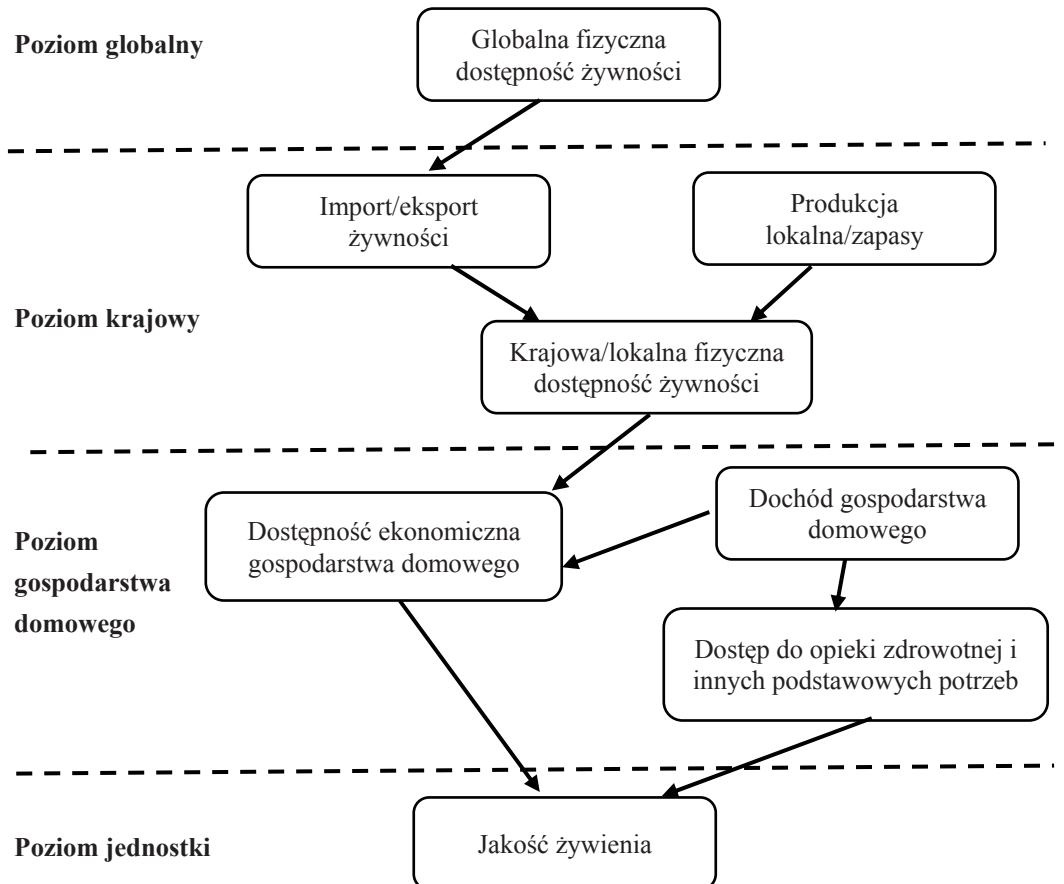 Poziom globalny
Globalna fizyczna
dostępność żywności
Import/eksport
żywności
Produkcja
lokalna/zapasy
Poziom krajowy
Krajowa/lokalna fizyczna
dostępność żywności
Dochód gospodarstwa
domowego
Dostępność ekonomiczna
gospodarstwa domowego
Poziom
gospodarstwa
domowego
Dostęp do opieki zdrowotnej i
innych podstawowych potrzeb
Poziom jednostki
Jakość żywienia